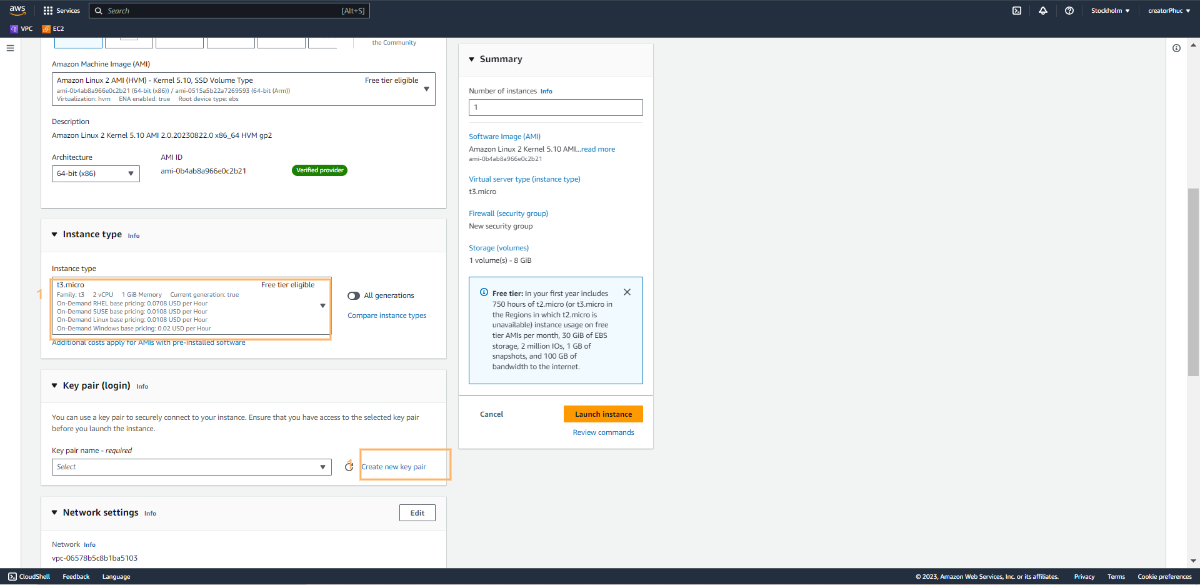 aws
Services
Search
[Alt+S]
Stockholm
creatorPhuc
VPC
EC2
the Community
Amazon Machine Image (AMI)
Amazon Linux 2 AMI (HVM) - Kernel 5.10, SSD Volume Type
Free tier eligible
ami-0b4ab8a966e0c2b21 (64-bit (x86)) / ami-0515a5b22a7269593 (64-bit (Arm))
Virtualization: hvm ENA enabled: true Root device type: ebs
Description
Amazon Linux 2 Kernel 5.10 AMI 2.0.20230822.0 x86_64 HVM gp2
Architecture
AMI ID
64-bit (x86)
ami-0b4ab8a966e0c2b21
Verified provider
Instance type Info
Instance type
1
t3.micro
Free tier eligible
Family: t3 2 vCPU 1 GiB Memory Current generation: true
On-Demand RHEL base pricing: 0.0708 USD per Hour
On-Demand SUSE base pricing: 0.0108 USD per Hour
On-Demand Linux base pricing: 0.0108 USD per Hour
On-Demand Windows base pricing: 0.02 USD per Hour
All generations
Compare instance types
Additional costs apply for AMIs with pre-installed software
Key pair (login) Info
You can use a key pair to securely connect to your instance. Ensure that you have access to the selected key pair
before you launch the instance.
Key pair name - required
Select
Create new key pair
Network settings Info
Edit
Network Info
vpc-06578b5c8b1ba5103
Summary
Number of instances Info
1
Software Image (AMI)
Amazon Linux 2 Kernel 5.10 AMI...read more
ami-0b4ab8a966e0c2b21
Virtual server type (instance type)
t3.micro
Firewall (security group)
New security group
Storage (volumes)
1 volume(s) - 8 GiB
Free tier: In your first year includes
750 hours of t2.micro (or t3.micro in
the Regions in which t2.micro is
unavailable) instance usage on free
tier AMIs per month, 30 GiB of EBS
storage, 2 million IOs, 1 GB of
snapshots, and 100 GB of
bandwidth to the internet.
Cancel
Launch instance
Review commands
CloudShell
Feedback
Language
© 2023, Amazon Web Services, Inc. or its affiliates.
Privacy
Terms
Cookie preferences